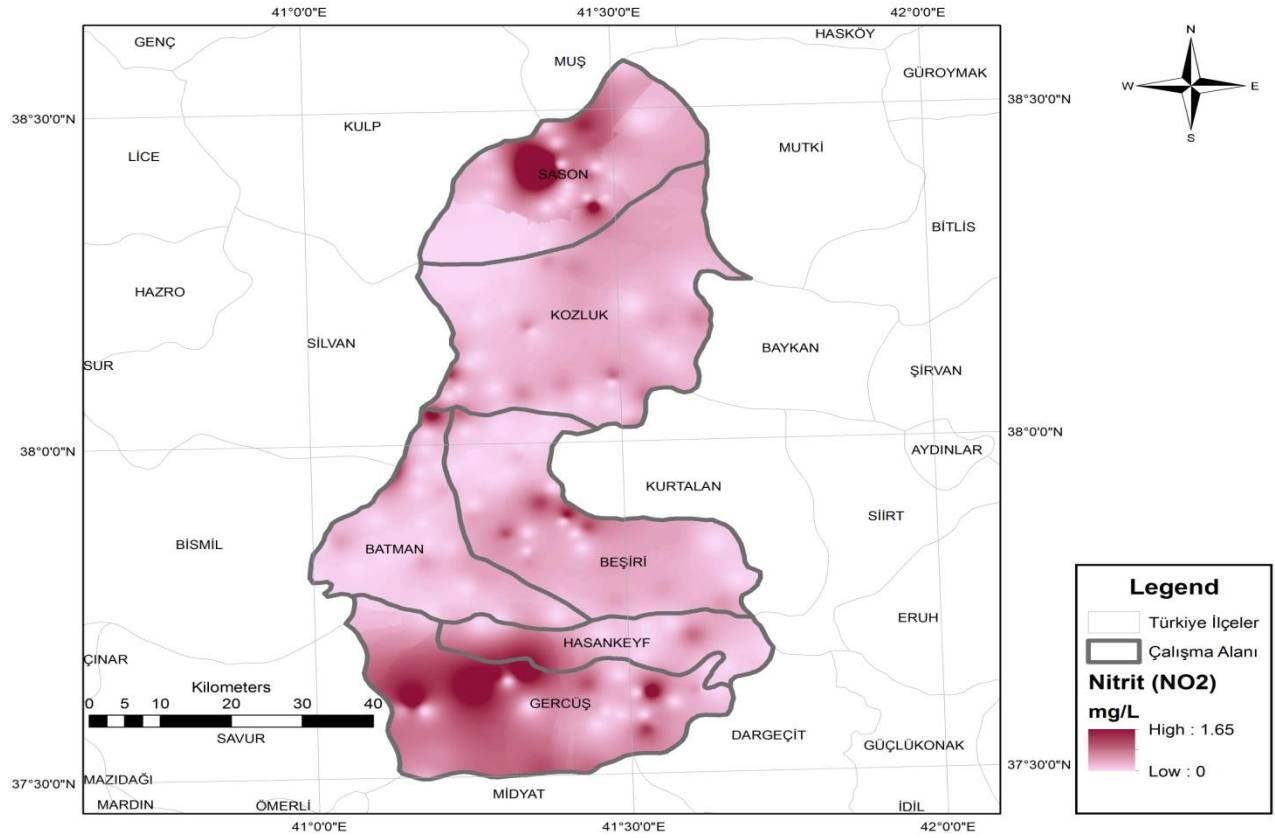 41°0'0"E
41°30'0"E
42°0'0"E
GENÇ
MUŞ
HASKÖY
GÜROYMAK
N
W
E
S
38°30'0"N
38°30'0"N
KULP
LİCE
MUTKİ
SASON
BİTLİS
HAZRO
KOZLUK
SİLVAN
BAYKAN
SUR
ŞİRVAN
38°0'0"N
38°0'0"N
AYDINLAR
KURTALAN
SİİRT
BİSMİL
BATMAN
BEŞİRİ
ERUH
HASANKEYF
ÇINAR
Kilometers
0 5 10 20 30 40
GERCÜŞ
SAVUR
DARGEÇİT
GÜÇLÜKONAK
37°30'0"N
37°30'0"N
MAZIDAĞI
MARDIN
ÖMERLİ
MİDYAT
İDİL
41°0'0"E
41°30'0"E
42°0'0"E
Legend
Türkiye İlçeler
Çalışma Alanı
Nitrit (NO2)
mg/L
High : 1.65
Low : 0